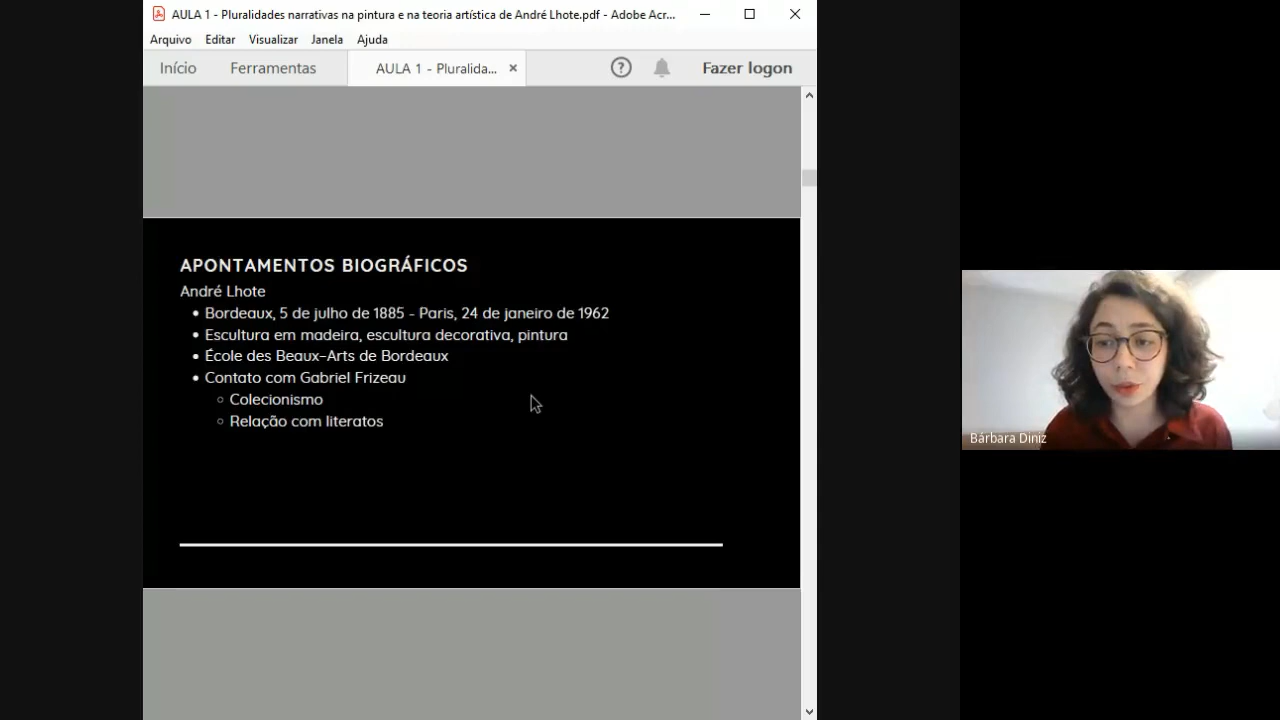 AULA 1 - Pluralidades narrativas na pintura e na teoria artística de André Lhote.pdf - Adobe Acr...
Arquivo Editar Visualizar Janela Ajuda
Início Ferramentas AULA 1 - Pluralida... × ? Fazer logon
APONTAMENTOS BIOGRÁFICOS
André Lhote
• Bordeaux, 5 de julho de 1885 - Paris, 24 de janeiro de 1962
• Escultura em madeira, escultura decorativa, pintura
• École des Beaux-Arts de Bordeaux
• Contato com Gabriel Frizeau
○ Colecionismo
○ Relação com literatos
Bárbara Diniz